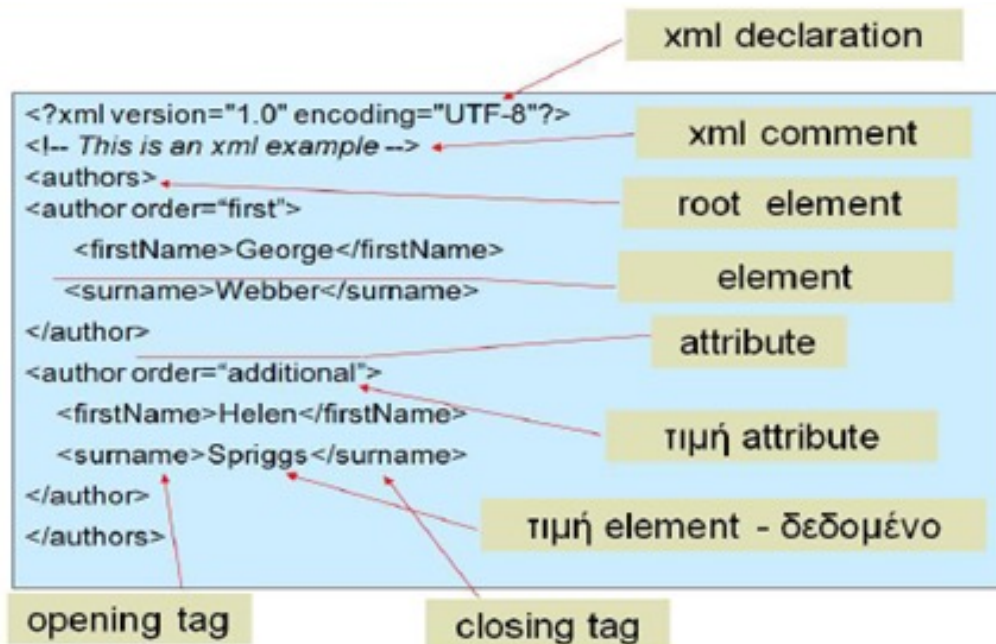 xml declaration
<?xml version="1.0" encoding="UTF-8"?>
<!-- This is an xml example -->
xml comment
<authors>
root element
<author order=“first”>
<firstName>George</firstName>
element
<surname>Webber</surname>
</author>
attribute
<author order=“additional”>
<firstName>Helen</firstName>
τιμή attribute
<surname>Spriggs</surname>
</author>
τιμή element - δεδομένο
</authors>
opening tag
closing tag